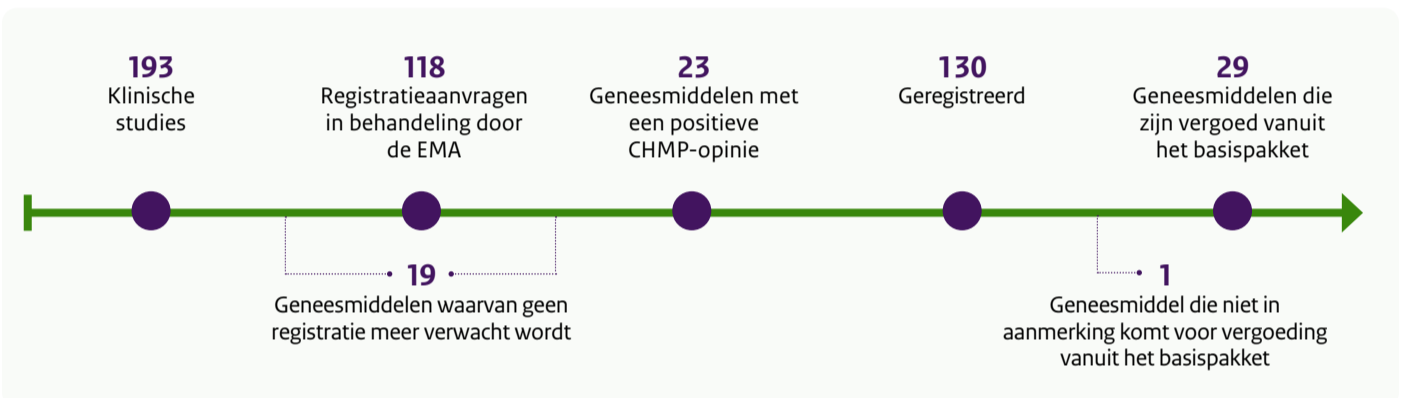 193
Klinische
studies
118
Registratieaanvragen
in behandeling door
de EMA
23
Geneesmiddelen met
een positieve
CHMP-opinie
130
Geregistreerd
29
Geneesmiddelen die
zijn vergoed vanuit
het basispakket
19
Geneesmiddelen waarvan geen
registratie meer verwacht wordt
1
Geneesmiddel die niet in
aanmerking komt voor vergoeding
vanuit het basispakket